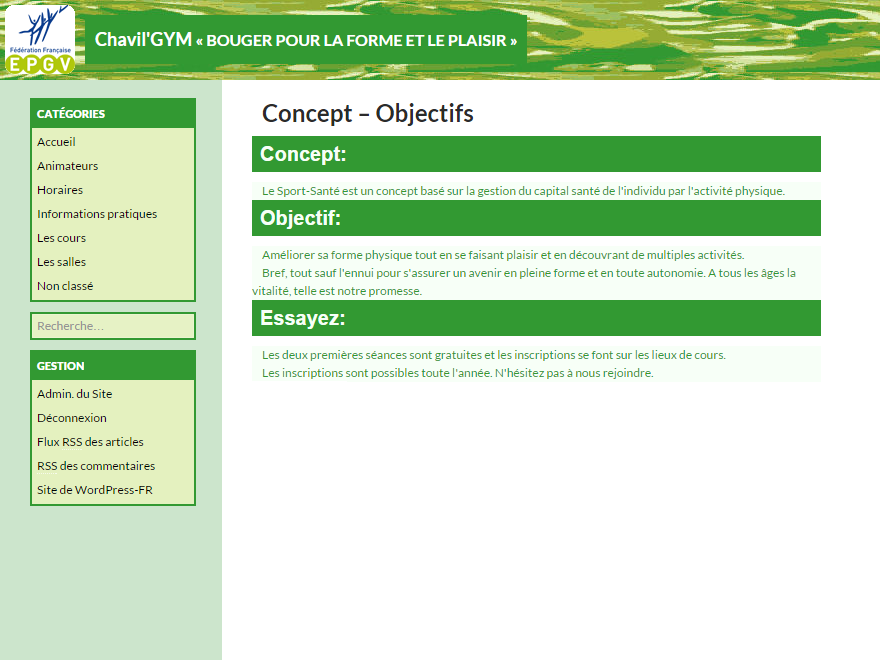 Fédération Française
EPGV
Chavil'GYM « BOUGER POUR LA FORME ET LE PLAISIR »
CATÉGORIES
Accueil
Animateurs
Horaires
Informations pratiques
Les cours
Les salles
Non classé
Recherche…
GESTION
Admin. du Site
Déconnexion
Flux RSS des articles
RSS des commentaires
Site de WordPress-FR
Concept – Objectifs
Concept:
Le Sport-Santé est un concept basé sur la gestion du capital santé de l'individu par l'activité physique.
Objectif:
Améliorer sa forme physique tout en se faisant plaisir et en découvrant de multiples activités.
Bref, tout sauf l'ennui pour s'assurer un avenir en pleine forme et en toute autonomie. A tous les âges la
vitalité, telle est notre promesse.
Essayez:
Les deux premières séances sont gratuites et les inscriptions se font sur les lieux de cours.
Les inscriptions sont possibles toute l'année. N'hésitez pas à nous rejoindre.